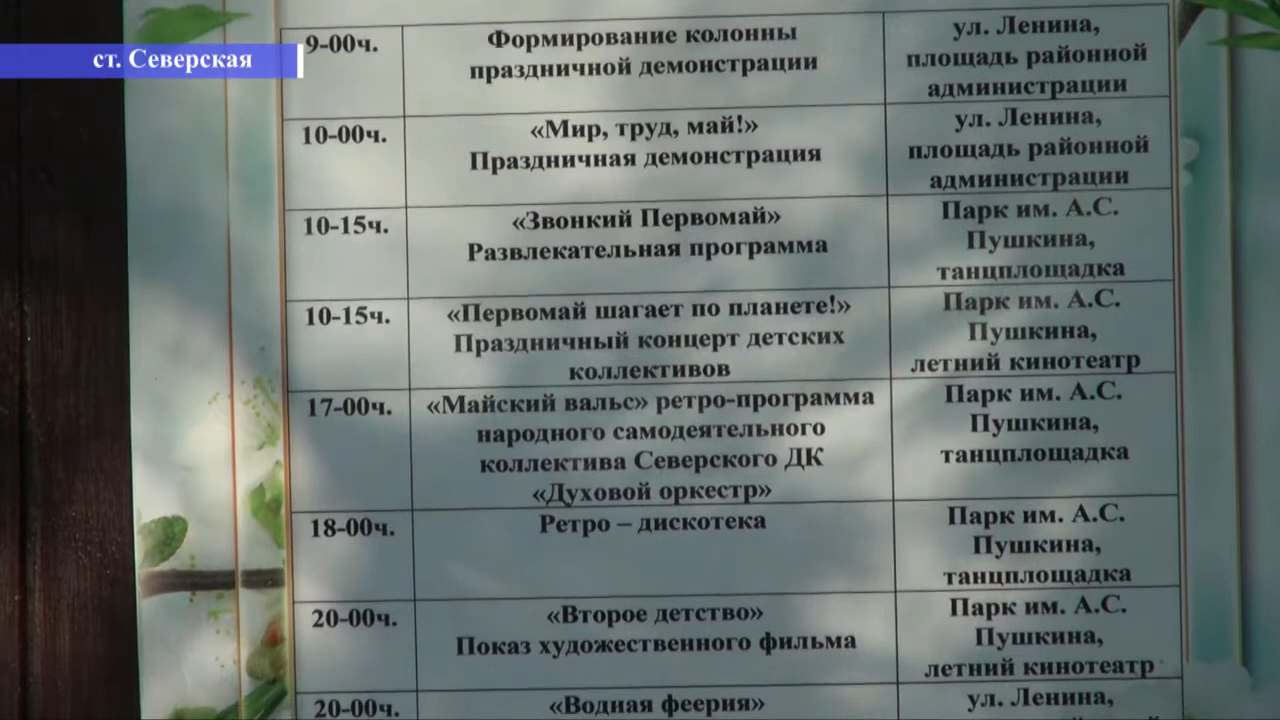 ст. Северская
9-00ч.
Формирование колонны
праздничной демонстрации
ул. Ленина,
площадь районной
администрации
10-00ч.
«Мир, труд, май!»
Праздничная демонстрация
ул. Ленина,
площадь районной
администрации
10-15ч.
«Звонкий Первомай»
Развлекательная программа
Парк им. А.С.
Пушкина,
танцплощадка
10-15ч.
«Первомай шагает по планете!»
Праздничный концерт детских
коллективов
Парк им. А.С.
Пушкина,
летний кинотеатр
17-00ч.
«Майский вальс» ретро-программа
народного самодеятельного
коллектива Северского ДК
«Духовой оркестр»
Парк им. А.С.
Пушкина,
танцплощадка
18-00ч.
Ретро – дискотека
Парк им. А.С.
Пушкина,
танцплощадка
20-00ч.
«Второе детство»
Показ художественного фильма
Парк им. А.С.
Пушкина,
летний кинотеатр
20-00ч.
«Водная феерия»
ул. Ленина,